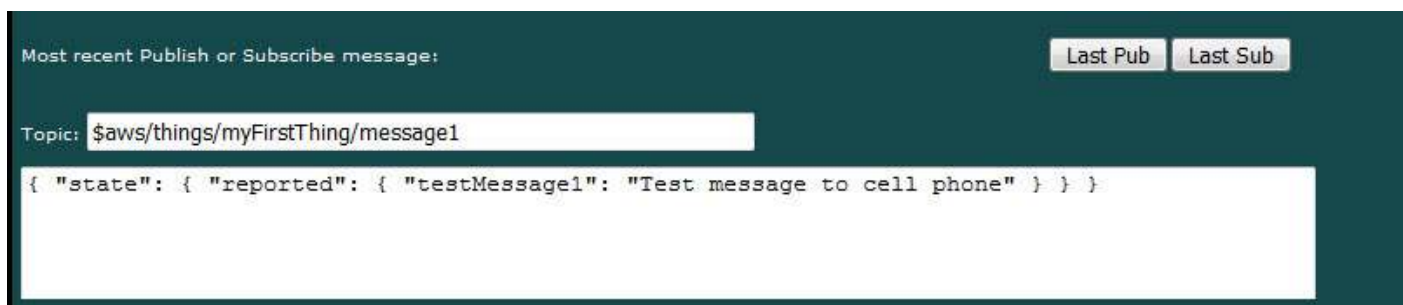 Most recent Publish or Subscribe message: Last Pub Last Sub
Topic: $aws/things/myFirstThing/message1
{ "state": { "reported": { "testMessage1": "Test message to cell phone" } } }